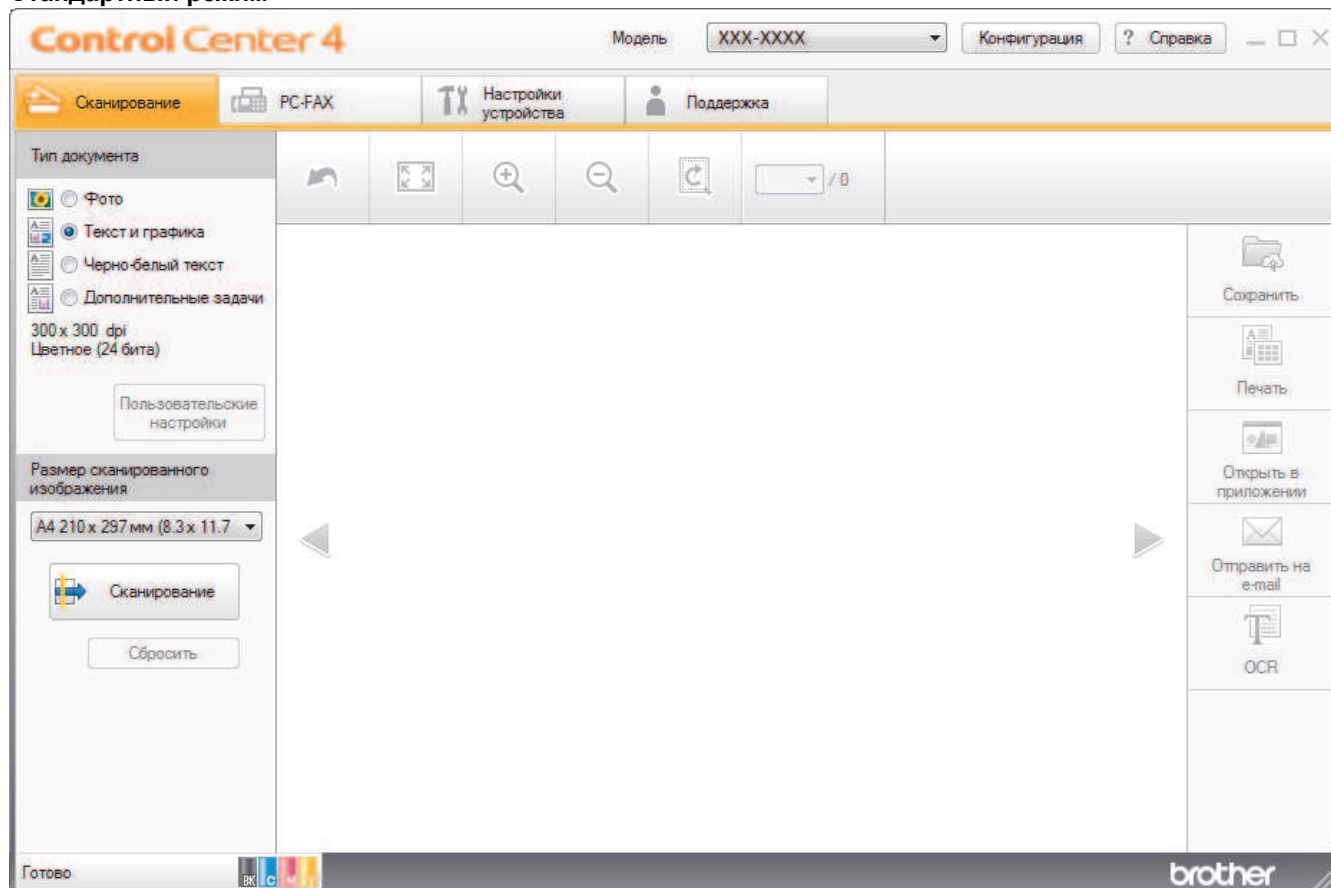 Стандартный режим
Control Center 4
Модель
XXX-XXXX
Конфигурация
? Справка
Сканирование
PC-FAX
Настройки
устройства
Поддержка
Тип документа
/ 0
Фото
Текст и графика
Черно-белый текст
Дополнительные задачи
300 x 300 dpi
Цветное (24 бита)
Пользовательские
настройки
Размер сканированного
изображения
A4 210 x 297 мм (8.3 x 11.7
Сканирование
Сбросить
Сохранить
Печать
Открыть в
приложении
Отправить на
e-mail
OCR
Готово
BK
C
brother